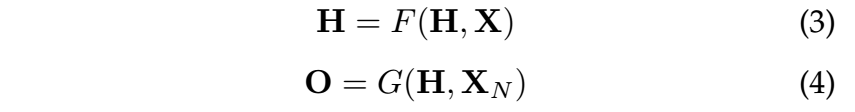 H = F(H, X) (3)
O = G(H, X_N) (4)